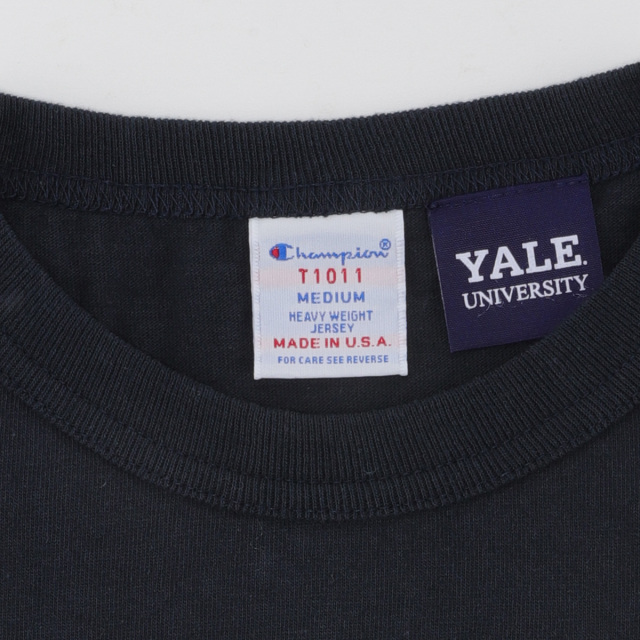 Champion®
T1011
MEDIUM
HEAVY WEIGHT
JERSEY
MADE IN U.S.A.
FOR CARE SEE REVERSE
YALE.
UNIVERSITY